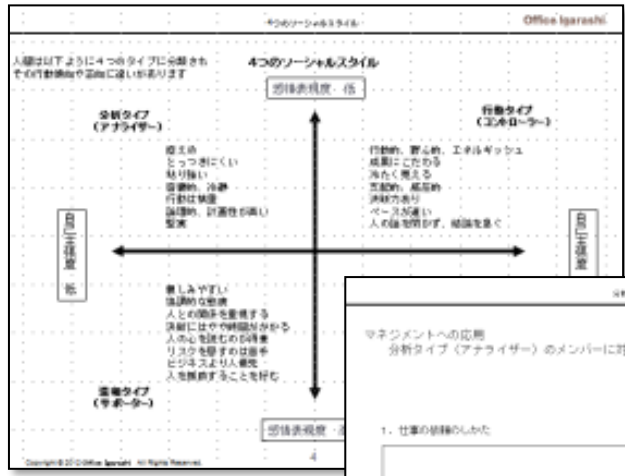 4つのソーシャルスタイル
Office Igarashi
人間は以下ように4つのタイプに分類され
その行動傾向や志向に違いがあります
4つのソーシャルスタイル
感情表現度 低
分析タイプ
(アナライザー)
行動タイプ
(コントローラー)
控えめ
とっつきにくい
粘り強い
客観的、冷静
行動は慎重
論理的、計画性が高い
堅実
行動的、野心的、エネルギッシュ
成果にこだわる
冷たく見える
支配的、威圧的
決断力あり
ペースが速い
人の話を聞かず、結論を急ぐ
自己主張度 低
自己主張度
親しみやすい
協調的な態度
人との関係を重視する
決断にはやや時間がかかる
人の心を読むのが得意
リスクを冒すのは苦手
ビジネスより人優先
人を援助することを好む
温和タイプ
(サポーター)
感情表現度
4
Copyright © 2012 Office Igarashi All Rights Reserved.
マネジメントへの応用
分析タイプ(アナライザー)のメンバーに対
1. 仕事の依頼のしかた